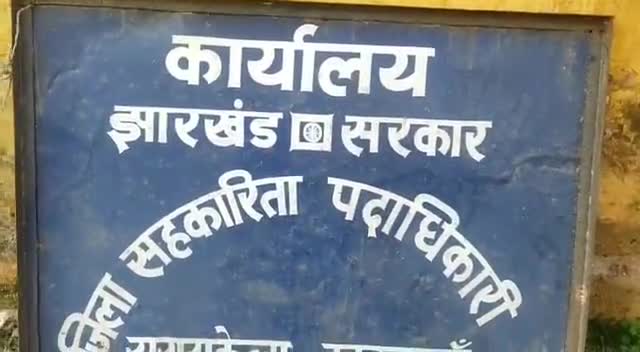 कार्यालय
झारखंड सरकार
जिला सहकारिता पदाधिकारी